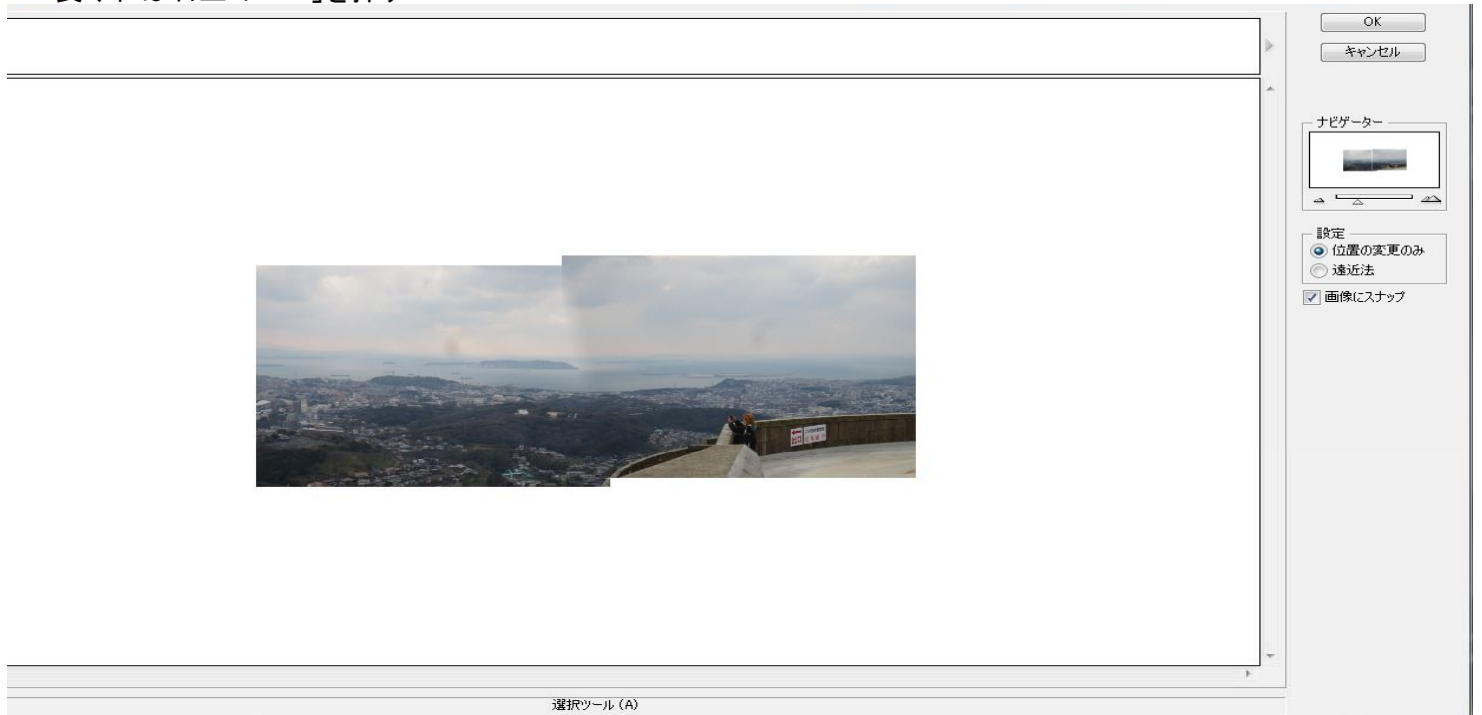 OK
キャンセル
ナビゲーター
設定
位置の変更のみ
遠近法
画像にスナップ
選択ツール (A)